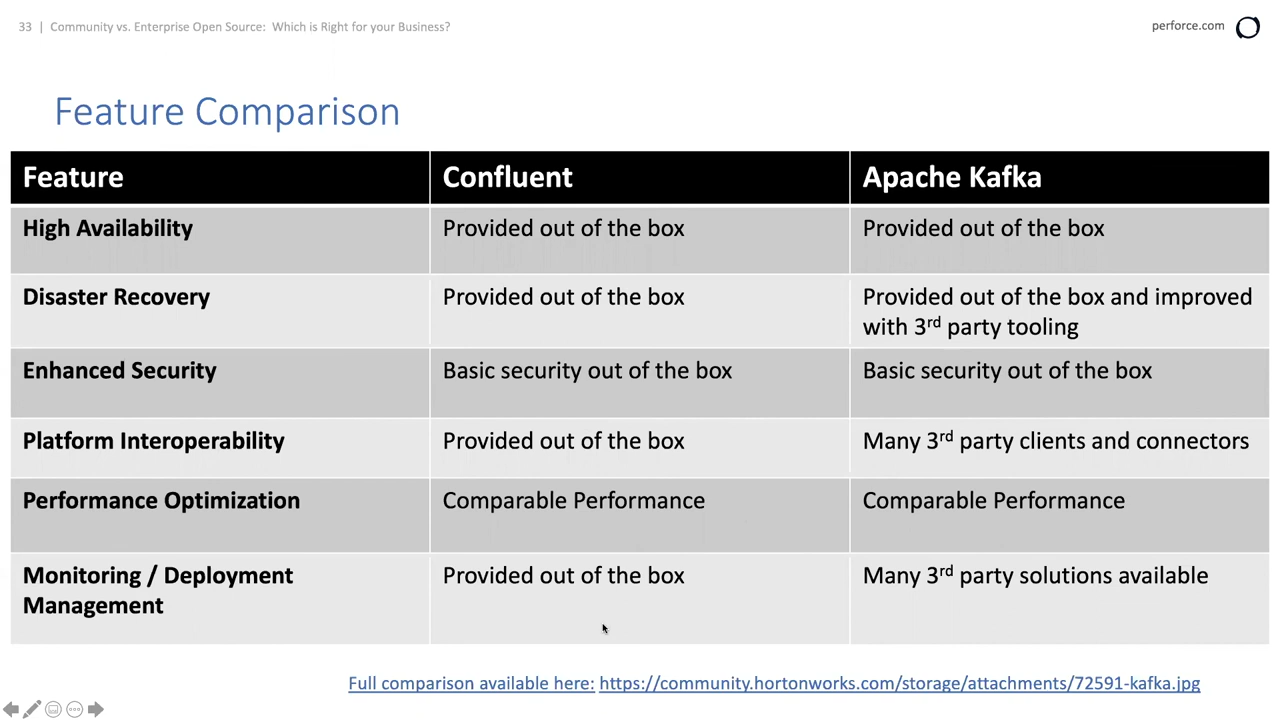 33 | Community vs. Enterprise Open Source: Which is Right for your Business?
perforce.com
Feature Comparison
Feature Confluent Apache Kafka
High Availability Provided out of the box Provided out of the box
Disaster Recovery Provided out of the box Provided out of the box and improved
with 3rd party tooling
Enhanced Security Basic security out of the box Basic security out of the box
Platform Interoperability Provided out of the box Many 3rd party clients and connectors
Performance Optimization Comparable Performance Comparable Performance
Monitoring / Deployment Provided out of the box Many 3rd party solutions available
Management
Full comparison available here: https://community.hortonworks.com/storage/attachments/72591-kafka.jpg